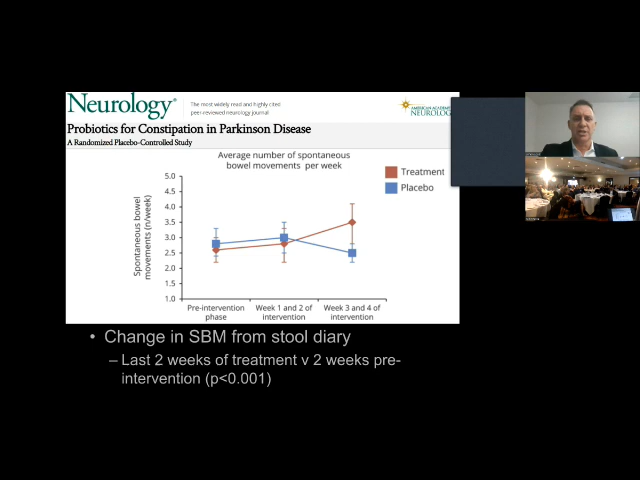 Neurology®
The most widely read and highly cited
peer-reviewed neurology journal
AMERICAN ACADEMY
NEUROLOGY
Probiotics for Constipation in Parkinson Disease
A Randomized Placebo-Controlled Study
Average number of spontaneous
bowel movements per week
Treatment
Placebo
Spontaneous bowel
movements (n/week)
5.0
4.5
4.0
3.5
3.0
2.5
2.0
1.5
1.0
Pre-intervention
phase
Week 1 and 2 of
intervention
Week 3 and 4 of
intervention
• Change in SBM from stool diary
– Last 2 weeks of treatment v 2 weeks pre-
intervention (p<0.001)